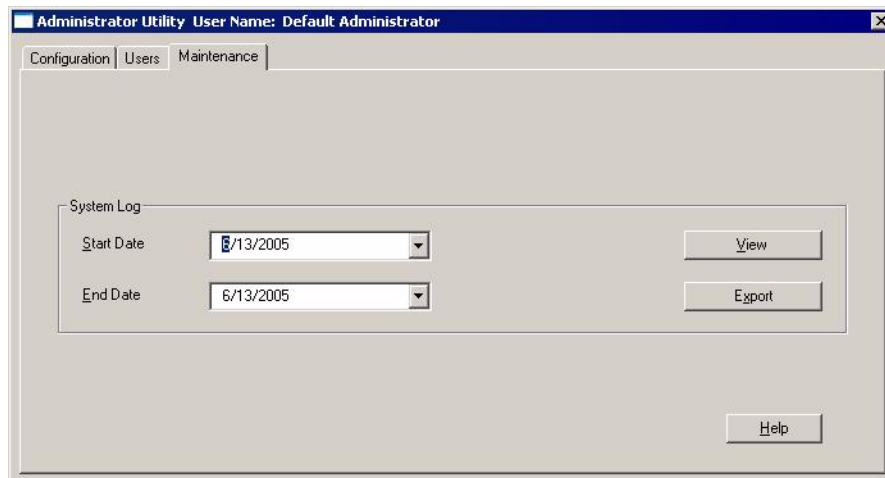 Administrator Utility User Name: Default Administrator
Configuration Users Maintenance
System Log
Start Date 6/13/2005 View
End Date 6/13/2005 Export
Help